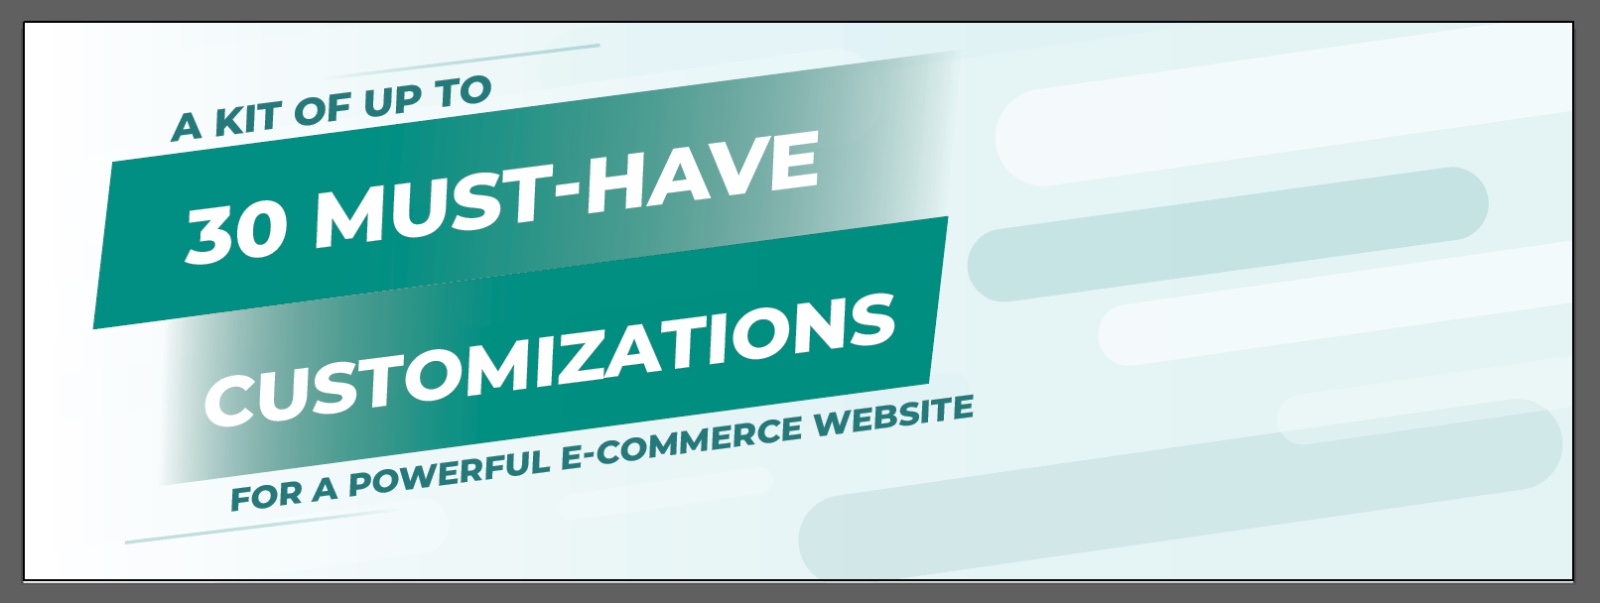 A KIT OF UP TO
30 MUST-HAVE
CUSTOMIZATIONS
FOR A POWERFUL E-COMMERCE WEBSITE